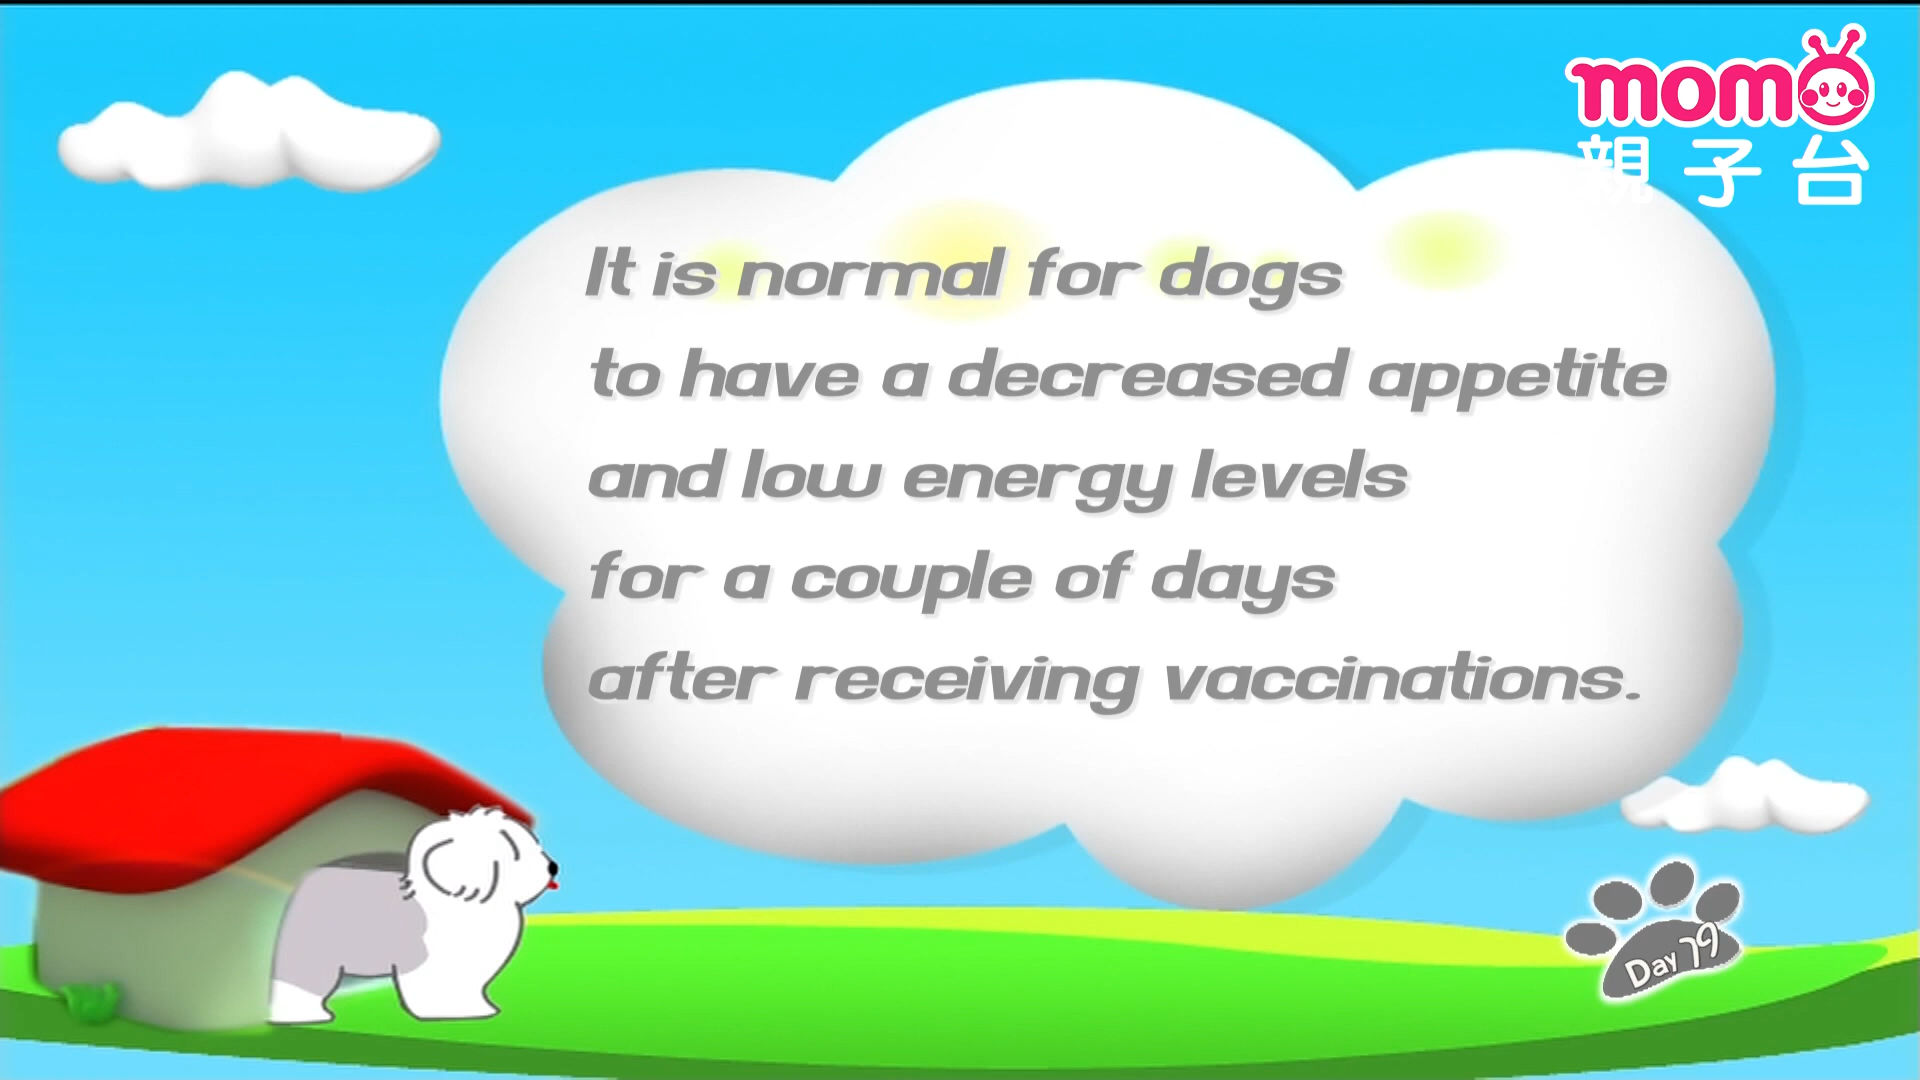 momo
親子台
It is normal for dogs
to have a decreased appetite
and low energy levels
for a couple of days
after receiving vaccinations.
Day 79